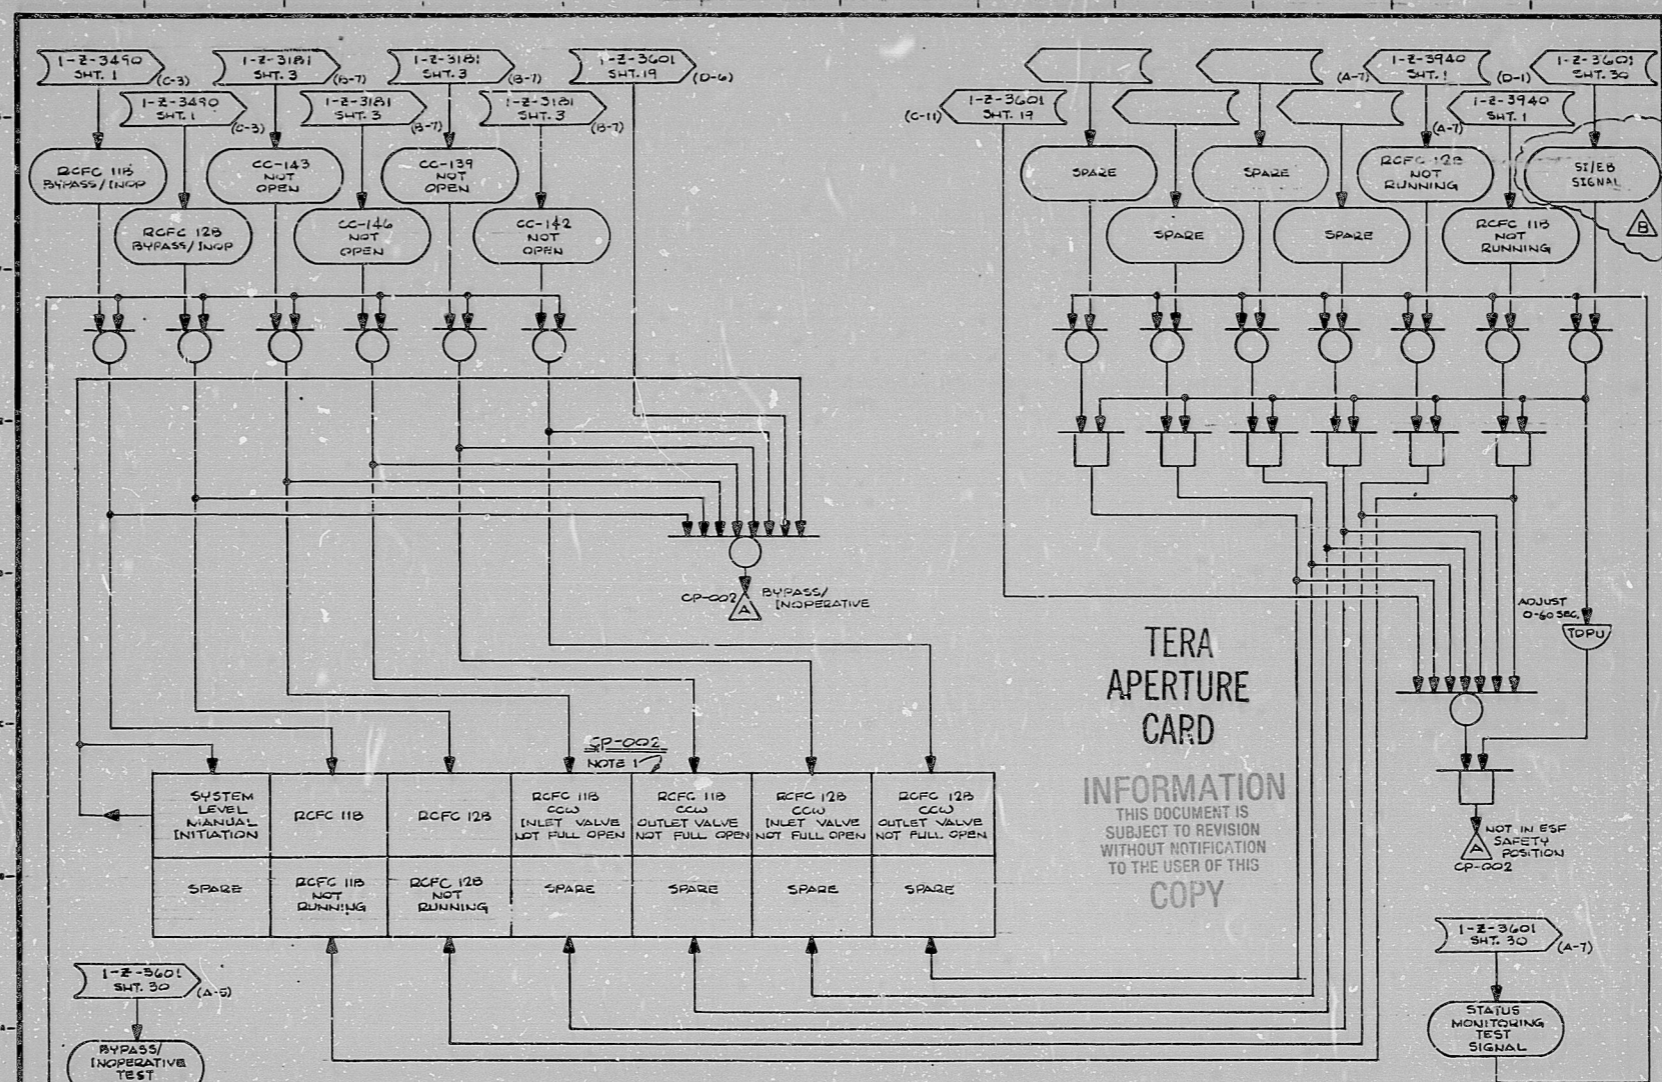 1-Z-3490
SHT. 1
(C-3)
1-Z-3181
SHT. 3
(B-7)
1-Z-3181
SHT. 3
(B-7)
1-Z-3601
SHT. 19
(D-6)
1-Z-3490
SHT. 1
(C-3)
1-Z-3181
SHT. 3
(B-7)
1-Z-3181
SHT. 3
(B-7)
(A-7)
1-Z-3940
SHT. 1
(D-1)
1-Z-3601
SHT. 30
(C-11)
1-Z-3601
SHT. 19
(A-7)
1-Z-3940
SHT. 1
RCFC 11B
BYPASS/INOP
CC-143
NOT
OPEN
CC-139
NOT
OPEN
RCFC 12B
BYPASS/INOP
CC-146
NOT
OPEN
CC-142
NOT
OPEN
SPARE
SPARE
RCFC 12B
NOT
RUNNING
SI/EB
SIGNAL
SPARE
SPARE
RCFC 11B
NOT
RUNNING
B
CP-002
A
BYPASS/
INOPERATIVE
ADJUST
0-60 SEC.
TDPU
TERA
APERTURE
CARD
INFORMATION
THIS DOCUMENT IS
SUBJECT TO REVISION
WITHOUT NOTIFICATION
TO THE USER OF THIS
COPY
CP-002
NOTE 1
SYSTEM
LEVEL
MANUAL
INITIATION
RCFC 11B
RCFC 12B
RCFC 11B
CCW
INLET VALVE
NOT FULL OPEN
RCFC 11B
CCW
OUTLET VALVE
NOT FULL OPEN
RCFC 12B
CCW
INLET VALVE
NOT FULL OPEN
RCFC 12B
CCW
OUTLET VALVE
NOT FULL OPEN
SPARE
RCFC 11B
NOT
RUNNING
RCFC 12B
NOT
RUNNING
SPARE
SPARE
SPARE
SPARE
A
NOT IN ESF
SAFETY
POSITION
CP-002
1-Z-3601
SHT. 30
(A-7)
STATUS
MONITORING
TEST
SIGNAL
1-Z-3601
SHT. 30
(A-5)
BYPASS/
INOPERATIVE
TEST